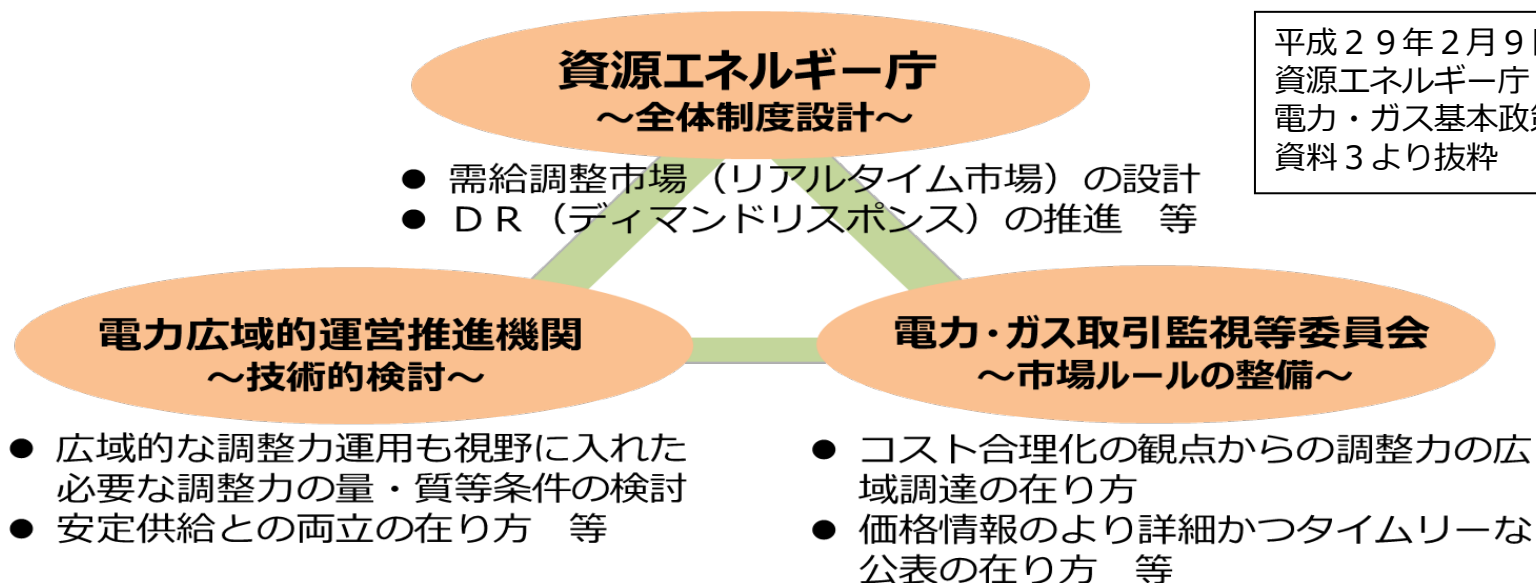 資源エネルギー庁
～全体制度設計～
平成２９年２月９
資源エネルギー庁
電力・ガス基本政
資料３より抜粋
● 需給調整市場（リアルタイム市場）の設計
● ＤＲ（ディマンドリスポンス）の推進　等
電力広域的運営推進機関
～技術的検討～
電力・ガス取引監視等委員会
～市場ルールの整備～
● 広域的な調整力運用も視野に入れた
必要な調整力の量・質等条件の検討
● 安定供給との両立の在り方　等
● コスト合理化の観点からの調整力の広
域調達の在り方
● 価格情報のより詳細かつタイムリーな
公表の在り方　等